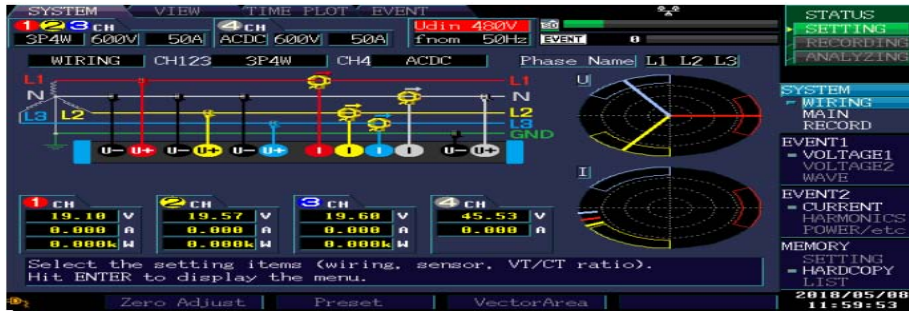 SYSTEM VIEW TIME PLOT EVENT
1 2 3 CH 4 CH Udin 480V SD
3P4W 600V 50A ACDC 600V 50A fnom 50Hz EVENT 0
WIRING CH123 3P4W CH4 ACDC Phase Name L1 L2 L3
L1 L1
N N
L3 L2 L2
L3
GND
U- U+ U- U+ U- U+ I I I I U- U+
U
I
1 CH 2 CH 3 CH 4 CH
19.10 V 19.57 V 19.60 V 45.53 V
0.000 A 0.000 A 0.000 A 0.000 A
0.000k W 0.000k W 0.000k W
Select the setting items (wiring, sensor, VT/CT ratio).
Hit ENTER to display the menu.
Zero Adjust Preset VectorArea
STATUS
SETTING
RECORDING
ANALYZING
SYSTEM
WIRING
MAIN
RECORD
EVENT1
VOLTAGE1
VOLTAGE2
WAVE
EVENT2
CURRENT
HARMONICS
POWER/etc
MEMORY
SETTING
HARDCOPY
LIST
2018/05/08
11:59:53